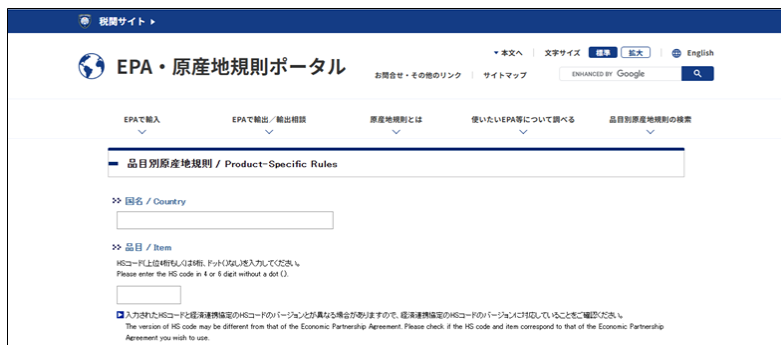 税関サイト
本文へ 文字サイズ 標準 拡大 English
EPA・原産地規則ポータル
お問合せ・その他のリンク サイトマップ ENHANCED BY Google
EPAで輸入 EPAで輸出／輸出相談 原産地規則とは 使いたいEPA等について調べる 品目別原産地規則の検索
品目別原産地規則 / Product-Specific Rules
国名 / Country
品目 / Item
HSコード(上位4桁もしくは6桁、ドット(.)なし)を入力してください。
Please enter the HS code in 4 or 6 digit without a dot (.).
入力されたHSコードと経済連携協定のHSコードのバージョンとが異なる場合がありますので、経済連携協定のHSコードのバージョンに対応していることをご確認ください。
The version of HS code may be different from that of the Economic Partnership Agreement. Please check if the HS code and item correspond to that of the Economic Partnership
Agreement you wish to use.